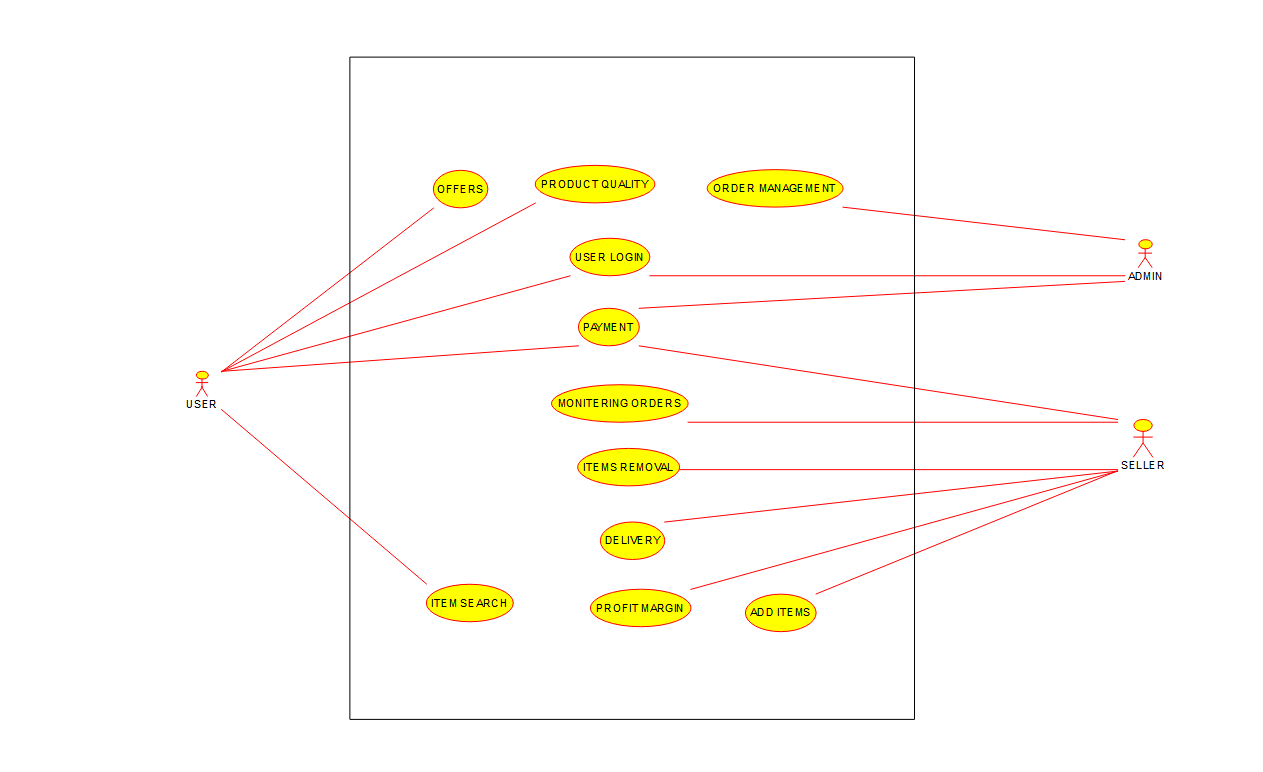 OFFERS
PRODUCT QUALITY
ORDER MANAGEMENT
USER LOGIN
ADMIN
PAYMENT
USER
MONITERING ORDERS
ITEMS REMOVAL
SELLER
DELIVERY
ITEM SEARCH
PROFIT MARGIN
ADD ITEMS